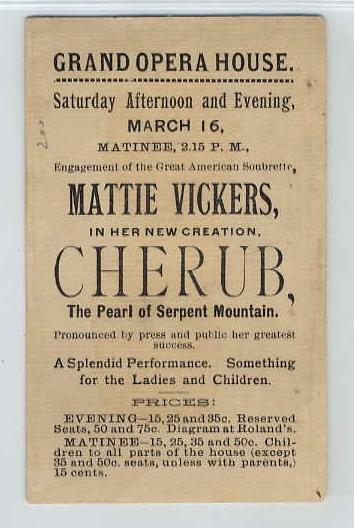 GRAND OPERA HOUSE.
Saturday Afternoon and Evening,
MARCH 16,
MATINEE, 2.15 P. M.,
Engagement of the Great American Soubrette,
MATTIE VICKERS,
IN HER NEW CREATION,
CHERUB,
The Pearl of Serpent Mountain.
Pronounced by press and public her greatest
success.
A Splendid Performance. Something
for the Ladies and Children.
PRICES:
EVENING—15, 25 and 35c. Reserved
Seats, 50 and 75c. Diagram at Roland's.
MATINEE—15, 25, 35 and 50c. Chil-
dren to all parts of the house (except
35 and 50c. seats, unless with parents,)
15 cents.